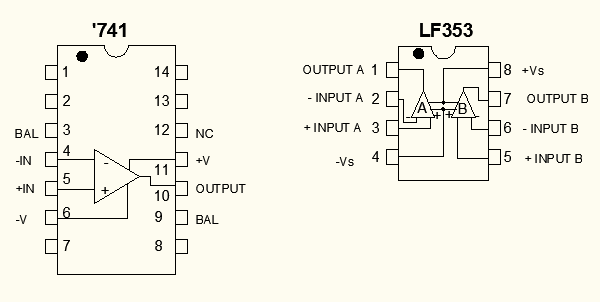 '741
1 14
2 13
BAL 3 12 NC
-IN 4 - +V
11
+IN 5 + OUTPUT
10
-V 6 9 BAL
7 8
LF353
OUTPUT A 1 8 +Vs
- INPUT A 2 A B 7 OUTPUT B
- + + -
+ INPUT A 3 6 - INPUT B
-Vs 4 5 + INPUT B